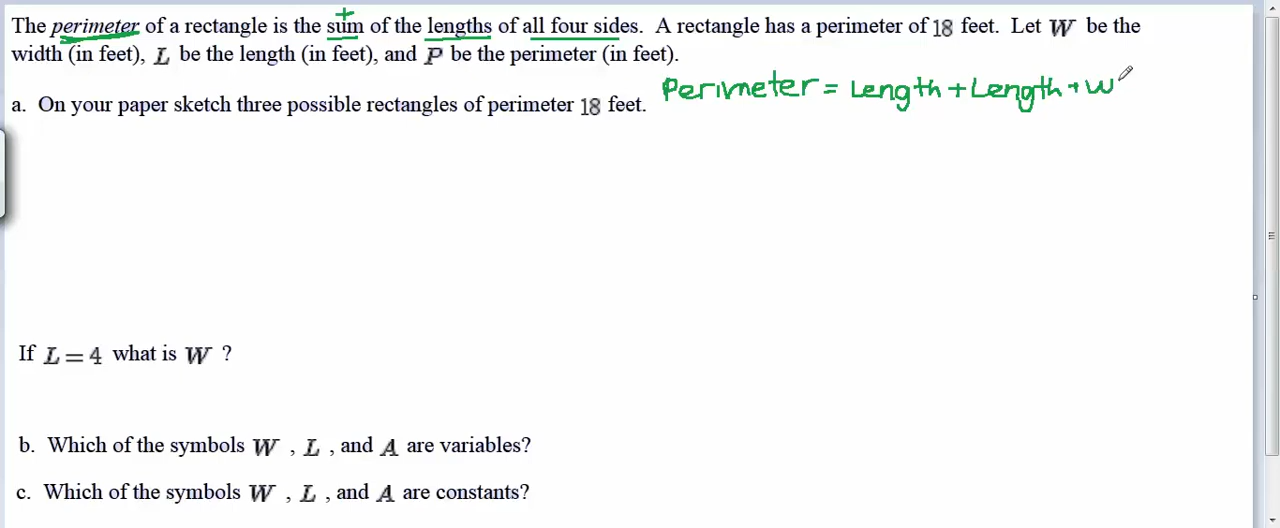 The perimeter of a rectangle is the sum of the lengths of all four sides. A rectangle has a perimeter of 18 feet. Let W be the
width (in feet), L be the length (in feet), and P be the perimeter (in feet).
a. On your paper sketch three possible rectangles of perimeter 18 feet.
Perimeter = Length + Length + W
If L = 4 what is W ?
b. Which of the symbols W , L , and A are variables?
c. Which of the symbols W , L , and A are constants?